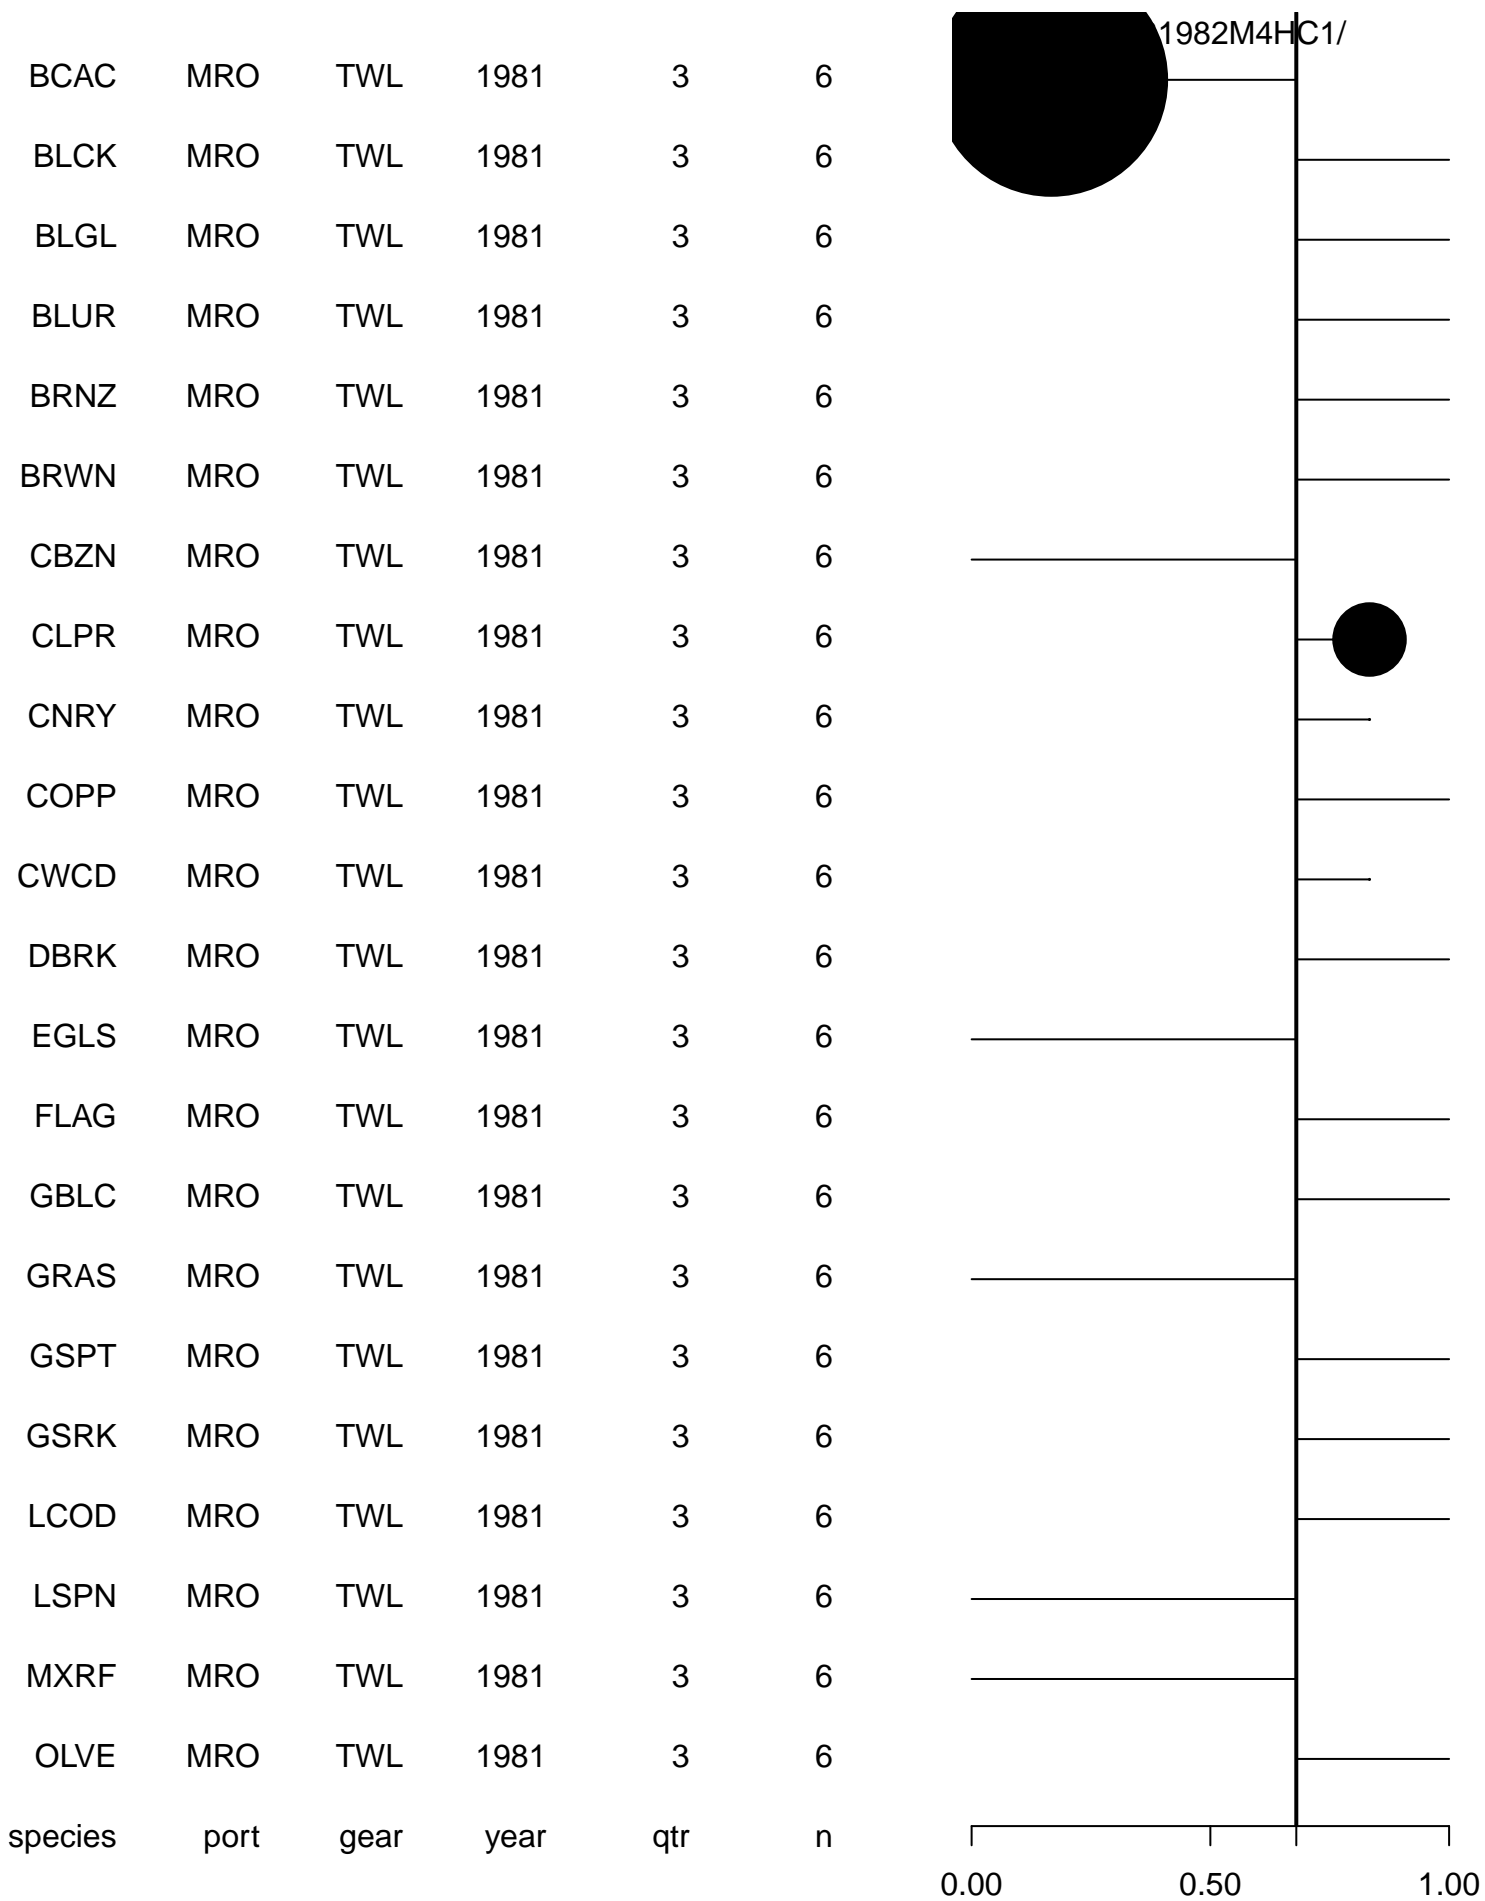 1982M4HC1/
BCAC MRO TWL 1981 3 6
BLCK MRO TWL 1981 3 6
BLGL MRO TWL 1981 3 6
BLUR MRO TWL 1981 3 6
BRNZ MRO TWL 1981 3 6
BRWN MRO TWL 1981 3 6
CBZN MRO TWL 1981 3 6
CLPR MRO TWL 1981 3 6
CNRY MRO TWL 1981 3 6
COPP MRO TWL 1981 3 6
CWCD MRO TWL 1981 3 6
DBRK MRO TWL 1981 3 6
EGLS MRO TWL 1981 3 6
FLAG MRO TWL 1981 3 6
GBLC MRO TWL 1981 3 6
GRAS MRO TWL 1981 3 6
GSPT MRO TWL 1981 3 6
GSRK MRO TWL 1981 3 6
LCOD MRO TWL 1981 3 6
LSPN MRO TWL 1981 3 6
MXRF MRO TWL 1981 3 6
OLVE MRO TWL 1981 3 6
species port gear year qtr n
0.00 0.50 1.00